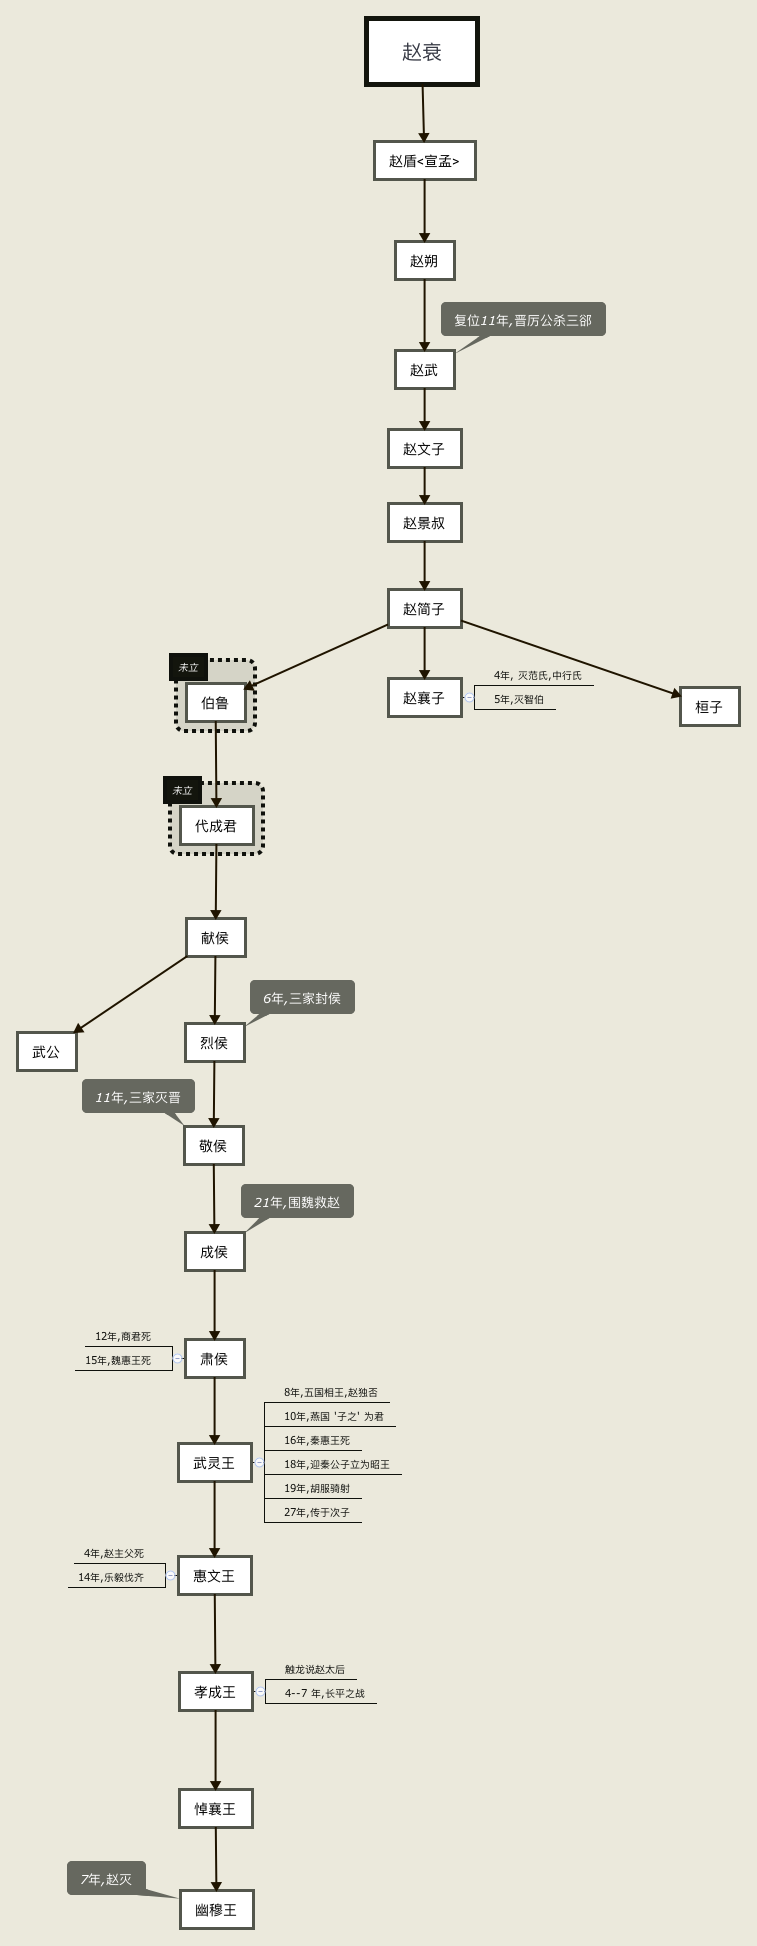 赵衰
赵盾<宣孟>
赵朔
复位11年,晋厉公杀三郤
赵武
赵文子
赵景叔
赵简子
未立
伯鲁
赵襄子
4年, 灭范氏,中行氏
5年,灭智伯
桓子
未立
代成君
献侯
6年,三家封侯
烈侯
武公
11年,三家灭晋
敬侯
21年,围魏救赵
成侯
12年,商君死
15年,魏惠王死
肃侯
8年,五国相王,赵独否
10年,燕国 '子之' 为君
16年,秦惠王死
18年,迎秦公子立为昭王
19年,胡服骑射
27年,传于次子
武灵王
4年,赵主父死
14年,乐毅伐齐
惠文王
触龙说赵太后
4--7 年,长平之战
孝成王
悼襄王
7年,赵灭
幽穆王